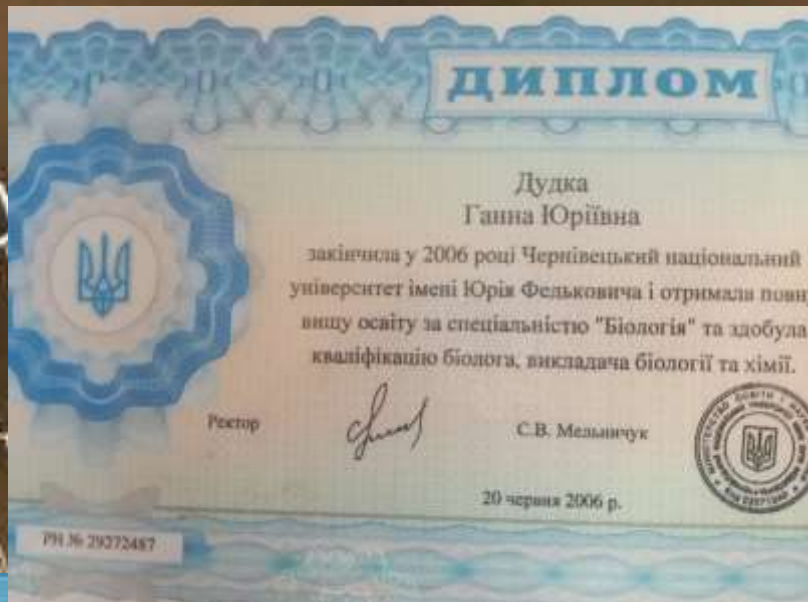 ДИПЛОМ
Дудка
Ганна Юріївна
закінчила у 2006 році Чернівецький національний
університет імені Юрія Федьковича і отримала повн
вищу освіту за спеціальністю "Біологія" та здобула
кваліфікацію біолога, викладача біології та хімії.
Ректор
С.В. Мельничук
20 червня 2006 р.
РН № 29272487